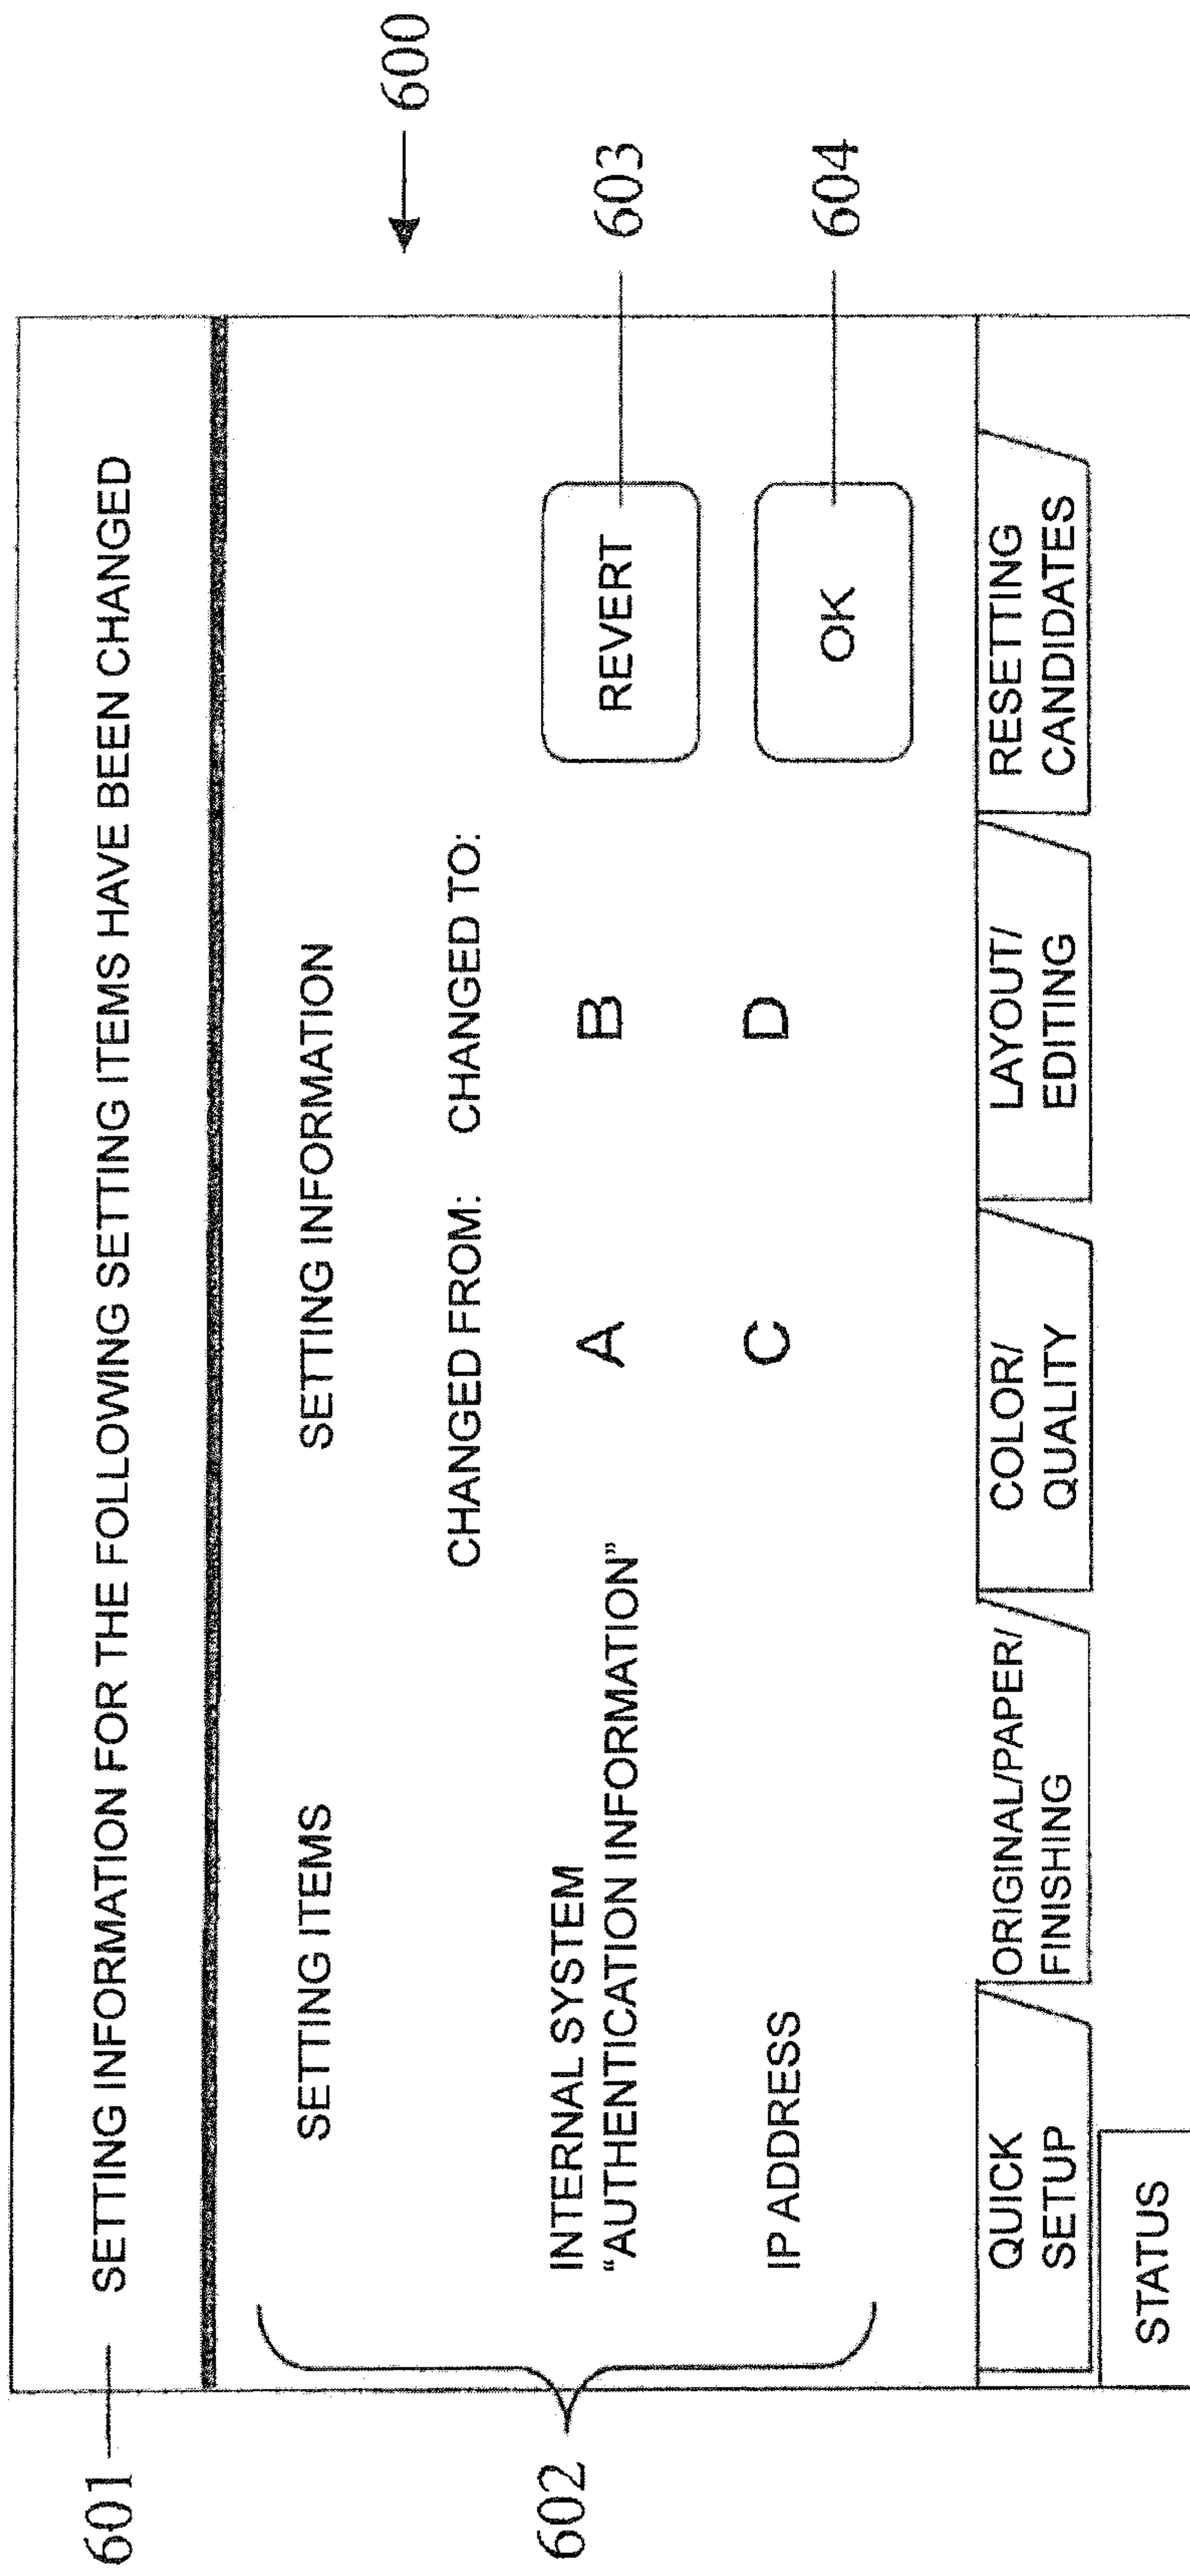 600
601
SETTING INFORMATION FOR THE FOLLOWING SETTING ITEMS HAVE BEEN CHANGED
602
SETTING ITEMS
SETTING INFORMATION
CHANGED FROM:
CHANGED TO:
INTERNAL SYSTEM
“AUTHENTICATION INFORMATION”
A
B
REVERT
603
IP ADDRESS
C
D
OK
604
QUICK
SETUP
ORIGINAL/PAPER/
FINISHING
COLOR/
QUALITY
LAYOUT/
EDITING
RESETTING
CANDIDATES
STATUS